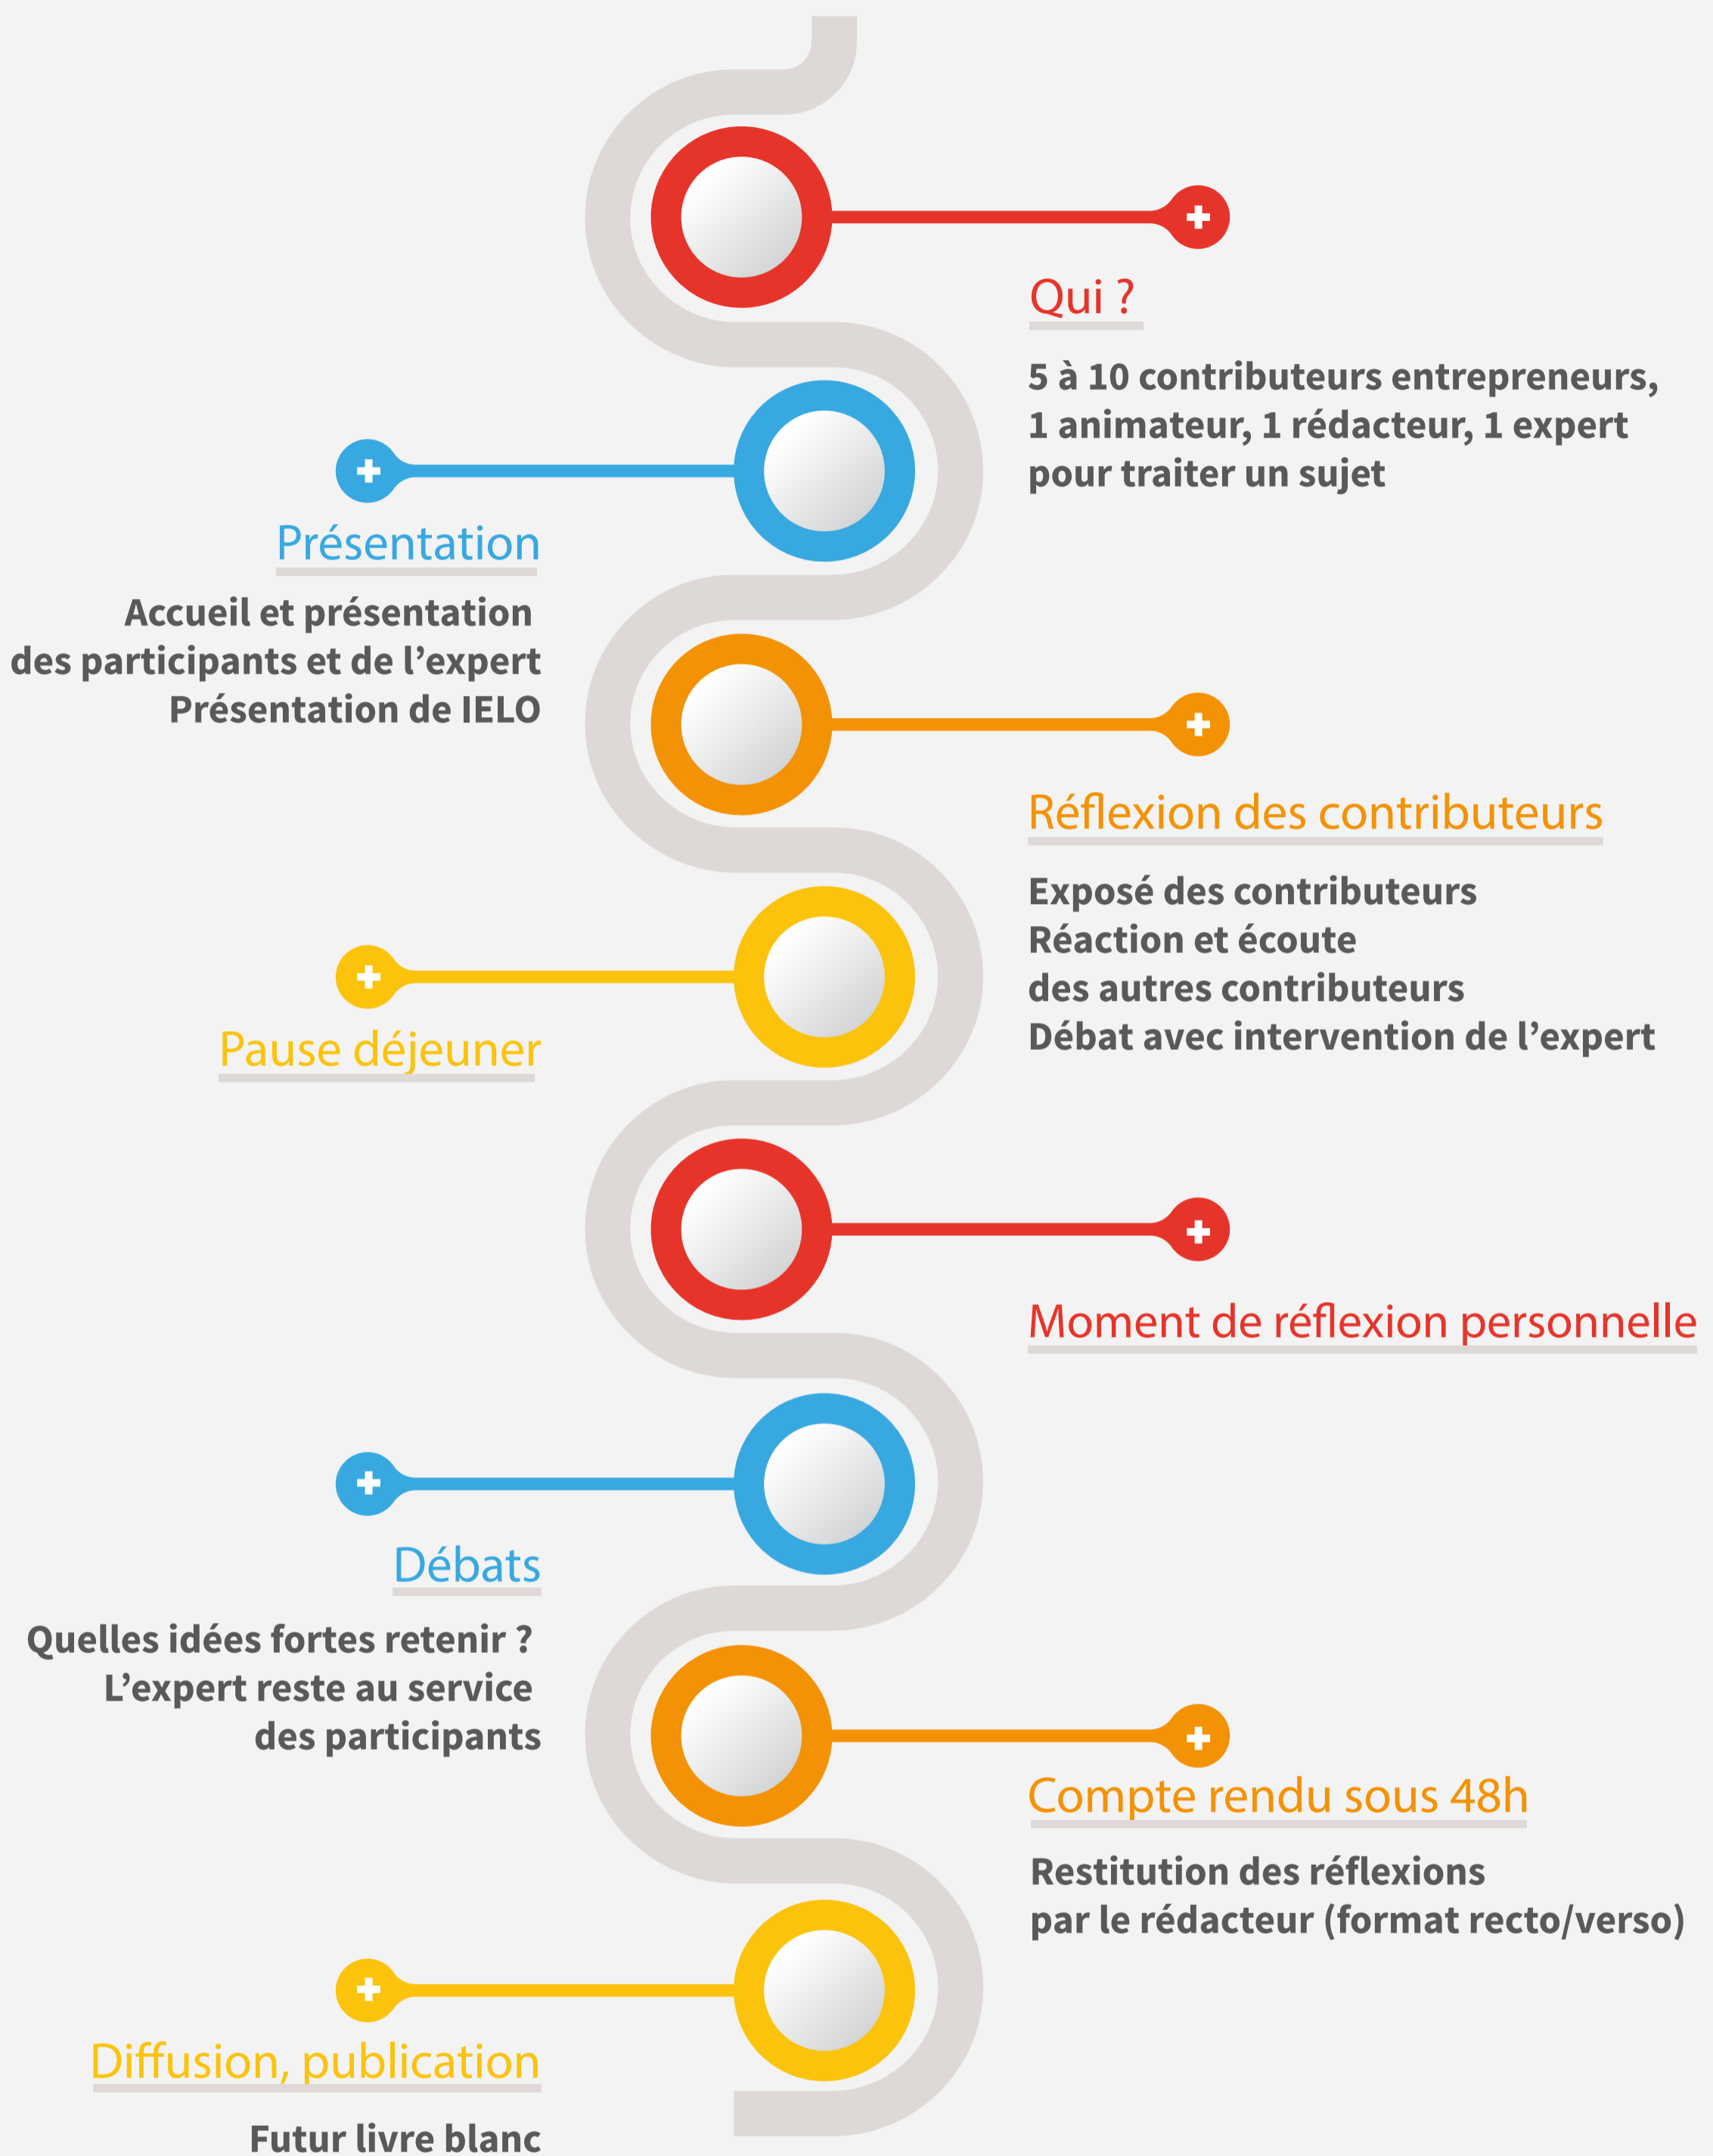 Qui ?
5 à 10 contributeurs entrepreneurs,
1 animateur, 1 rédacteur, 1 expert
pour traiter un sujet
Présentation
Accueil et présentation
des participants et de l’expert
Présentation de IELO
Réflexion des contributeurs
Exposé des contributeurs
Réaction et écoute
des autres contributeurs
Débat avec intervention de l’expert
Pause déjeuner
Moment de réflexion personnelle
Débats
Quelles idées fortes retenir ?
L’expert reste au service
des participants
Compte rendu sous 48h
Restitution des réflexions
par le rédacteur (format recto/verso)
Diffusion, publication
Futur livre blanc